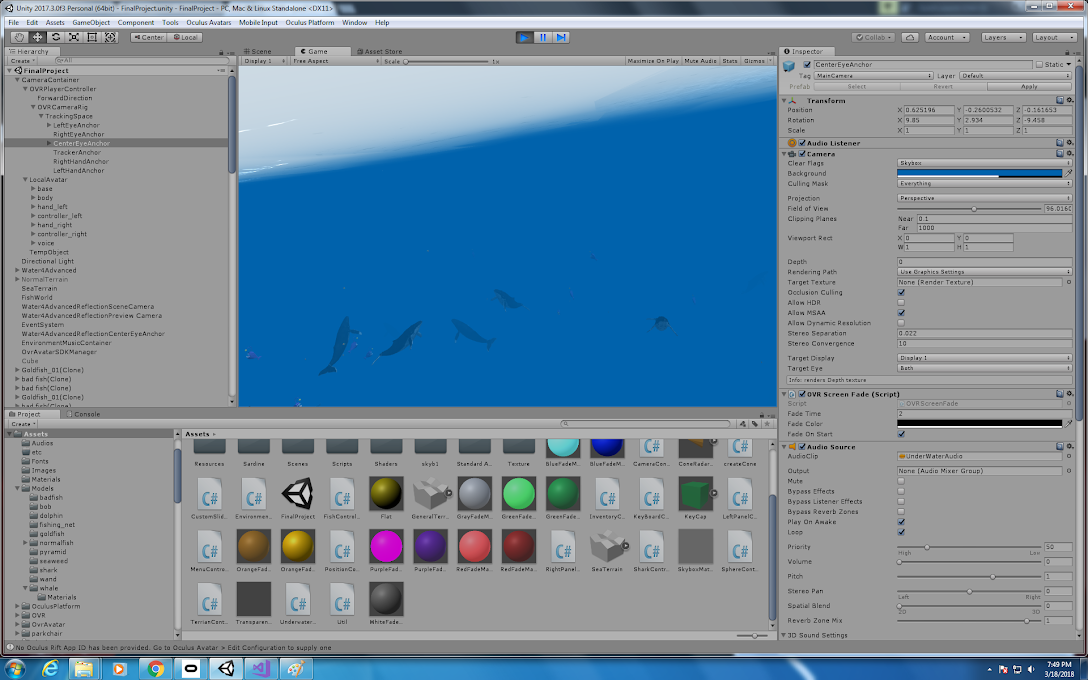 Unity 2017.3.0f3 Personal (64bit) - FinalProject.unity - FinalProject - PC, Mac & Linux Standalone <DX11>
File Edit Assets GameObject Component Tools Oculus Avatars Mobile Input Oculus Platform Window Help
Center Local Collab Account Layers Layout
Hierarchy Scene Game Asset Store Inspector
Create All Display 1 Free Aspect Scale 1x Maximize On Play Mute Audio Stats Gizmos
FinalProject
CameraContainer
OVRPlayerController
ForwardDirection
OVRCameraRig
TrackingSpace
LeftEyeAnchor
RightEyeAnchor
CenterEyeAnchor
TrackerAnchor
RightHandAnchor
LeftHandAnchor
LocalAvatar
base
body
hand_left
controller_left
hand_right
controller_right
voice
TempObject
Directional Light
Water4Advanced
NormalTerrain
SeaTerrain
FishWorld
Water4AdvancedReflectionSceneCamera
Water4AdvancedReflectionPreview Camera
EventSystem
Water4AdvancedReflectionCenterEyeAnchor
EnvironmentMusicContainer
OvrAvatarSDKManager
Cube
Goldfish_01(Clone)
bad fish(Clone)
bad fish(Clone)
Goldfish_01(Clone)
bad fish(Clone)
CenterEyeAnchor Static
Tag MainCamera Layer Default
Prefab Select Revert Apply
Transform
Position X 0.625196 Y -0.2600532 Z -0.161653
Rotation X 9.85 Y 2.934 Z -9.458
Scale X 1 Y 1 Z 1
Audio Listener
Camera
Clear Flags Skybox
Background
Culling Mask Everything
Projection Perspective
Field of View 96.0160
Clipping Planes Near 0.1
Far 1000
Viewport Rect X 0 Y 0
W 1 H 1
Depth 0
Rendering Path Use Graphics Settings
Target Texture None (Render Texture)
Occlusion Culling
Allow HDR
Allow MSAA
Allow Dynamic Resolution
Stereo Separation 0.022
Stereo Convergence 10
Target Display Display 1
Target Eye Both
Info: renders Depth texture
OVR Screen Fade (Script)
Script OVRScreenFade
Fade Time 2
Fade Color
Fade On Start
Audio Source
AudioClip UnderWaterAudio
Output None (Audio Mixer Group)
Mute
Bypass Effects
Bypass Listener Effects
Bypass Reverb Zones
Play On Awake
Loop
Priority 50
High Low
Volume 0
Pitch 1
Stereo Pan 0
Left Right
Spatial Blend 0
2D 3D
Reverb Zone Mix 1
3D Sound Settings
Project Console
Create
Assets
Audios
etc
Fonts
Images
Materials
Models
badfish
bob
dolphin
fishing_net
goldfish
normalfish
pyramid
seaweed
shark
wand
whale
Materials
OculusPlatform
OVR
OvrAvatar
parkchair
Assets
Resources Sardine Scenes Scripts Shaders skyb1 Standard A.. Texture BlueFadeM.. BlueFadeMa.. CameraCon.. ConeRadar.. createCone
CustomSlid.. Environmen.. FinalProject FishControl.. Flat GeneralTerr.. GrayFadeM.. GreenFade.. GreenFade.. InventoryC.. KeyBoardC.. KeyCap LeftPanelC..
MenuContro.. OrangeFad.. OrangeFad.. PositionCa.. PurpleFade.. PurpleFade.. RedFadeMa.. RedFadeMa.. RightPanel.. SeaTerrain SharkContr.. SkyboxMat.. SphereCont..
TerrianCont.. Transparen.. Underwater.. Util WhiteFade..
No Oculus Rift App ID has been provided. Go to Oculus Avatar > Edit Configuration to supply one
7:49 PM
3/18/2018